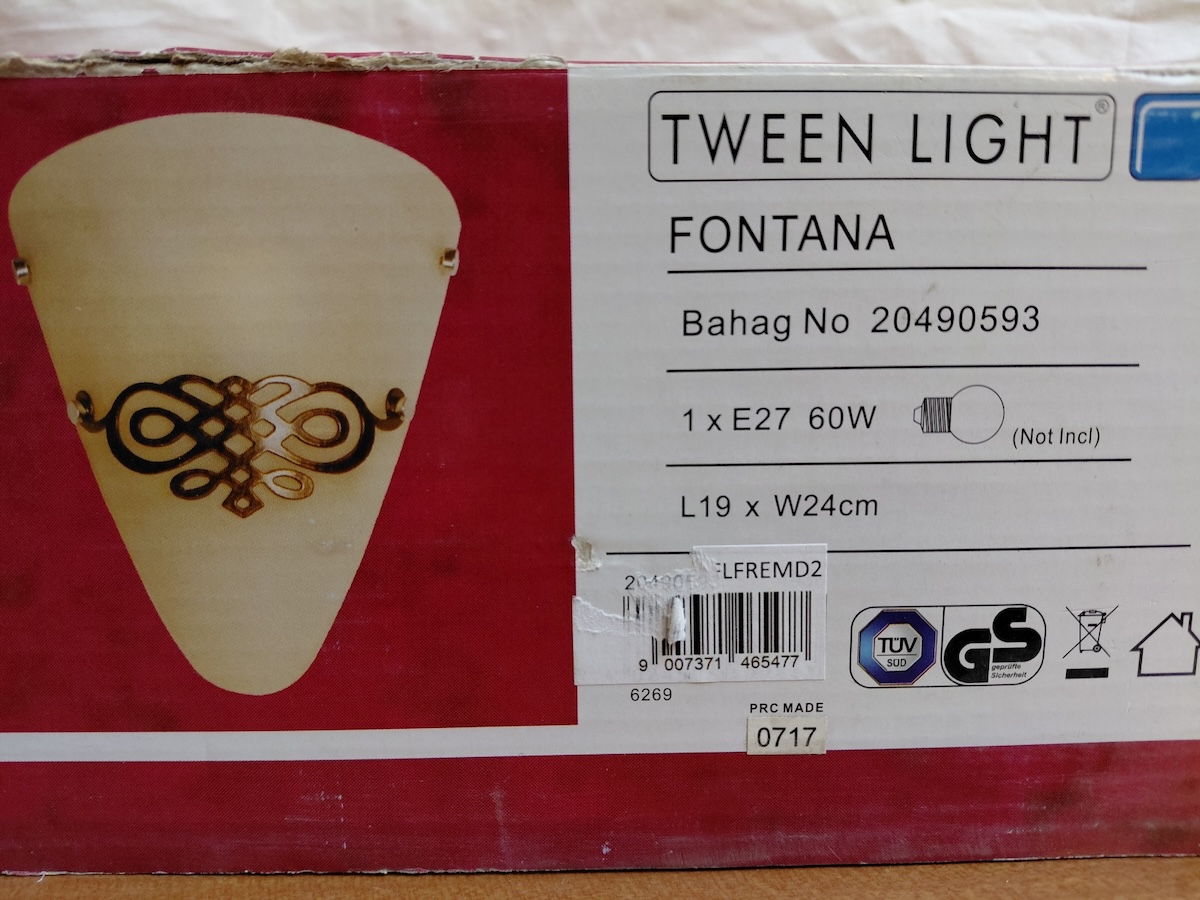 TWEEN LIGHT®
FONTANA
Bahag No 20490593
1 x E27 60W
(Not Incl)
L19 x W24cm
FLFREMD2
9 007371 465477
6269
PRC MADE
0717
TÜV
SÜD
GS
geprüfte
Sicherheit